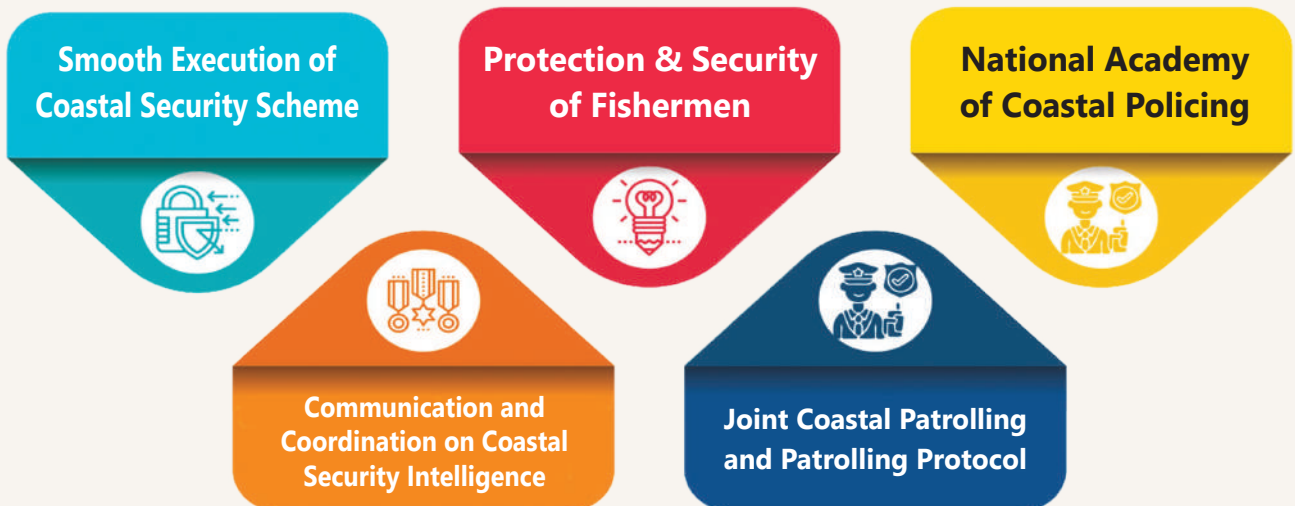 Smooth Execution of
Coastal Security Scheme
Protection & Security
of Fishermen
National Academy
of Coastal Policing
Communication and
Coordination on Coastal
Security Intelligence
Joint Coastal Patrolling
and Patrolling Protocol